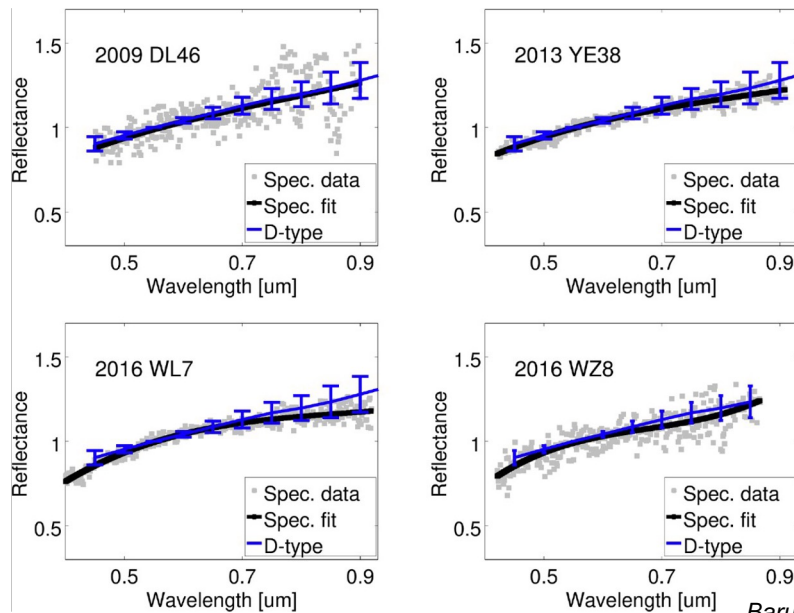 2009 DL46
1.5
1
0.5
Reflectance
0.5 0.7 0.9
Wavelength [um]
Spec. data
Spec. fit
D-type
2013 YE38
1.5
1
0.5
Reflectance
0.5 0.7 0.9
Wavelength [um]
Spec. data
Spec. fit
D-type
2016 WL7
1.5
1
0.5
Reflectance
0.5 0.7 0.9
Wavelength [um]
Spec. data
Spec. fit
D-type
2016 WZ8
1.5
1
0.5
Reflectance
0.5 0.7 0.9
Wavelength [um]
Spec. data
Spec. fit
D-type